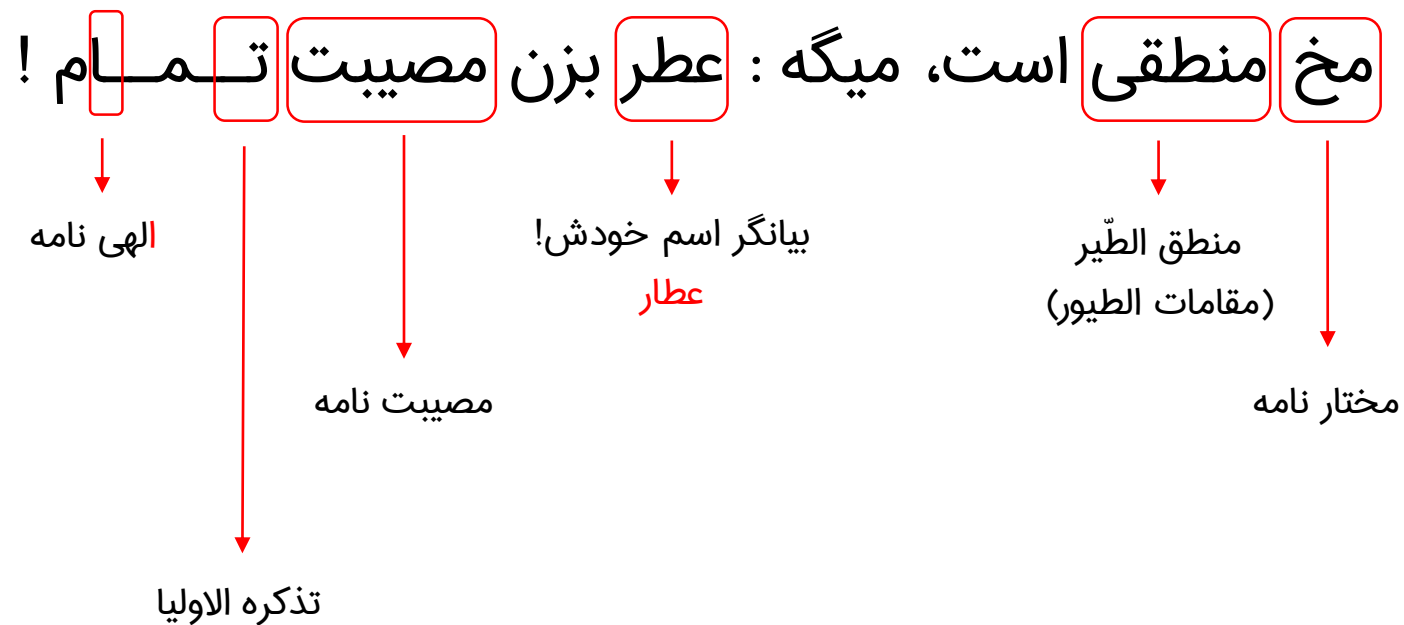 مخ منطقی است، میگه : عطر بزن مصیبت تـــمـــام !
منطق الطّیر
(مقامات الطیور)
بیانگر اسم خودش!
عطار
الهی نامه
مختار نامه
مصیبت نامه
تذکره الاولیا